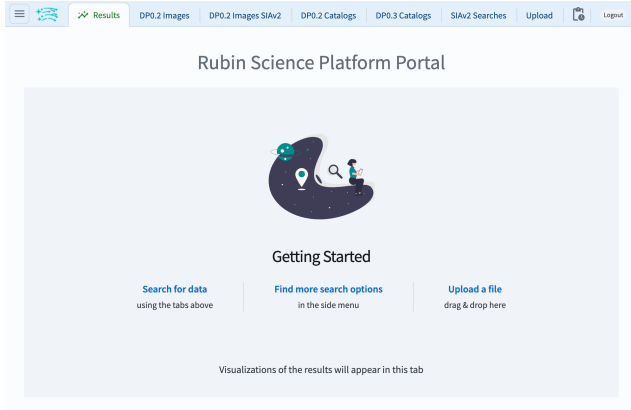 Results
DP0.2 Images
DP0.2 Images SIAv2
DP0.2 Catalogs
DP0.3 Catalogs
SIAv2 Searches
Upload
Logout
Rubin Science Platform Portal
Getting Started
Search for data
using the tabs above
Find more search options
in the side menu
Upload a file
drag & drop here
Visualizations of the results will appear in this tab